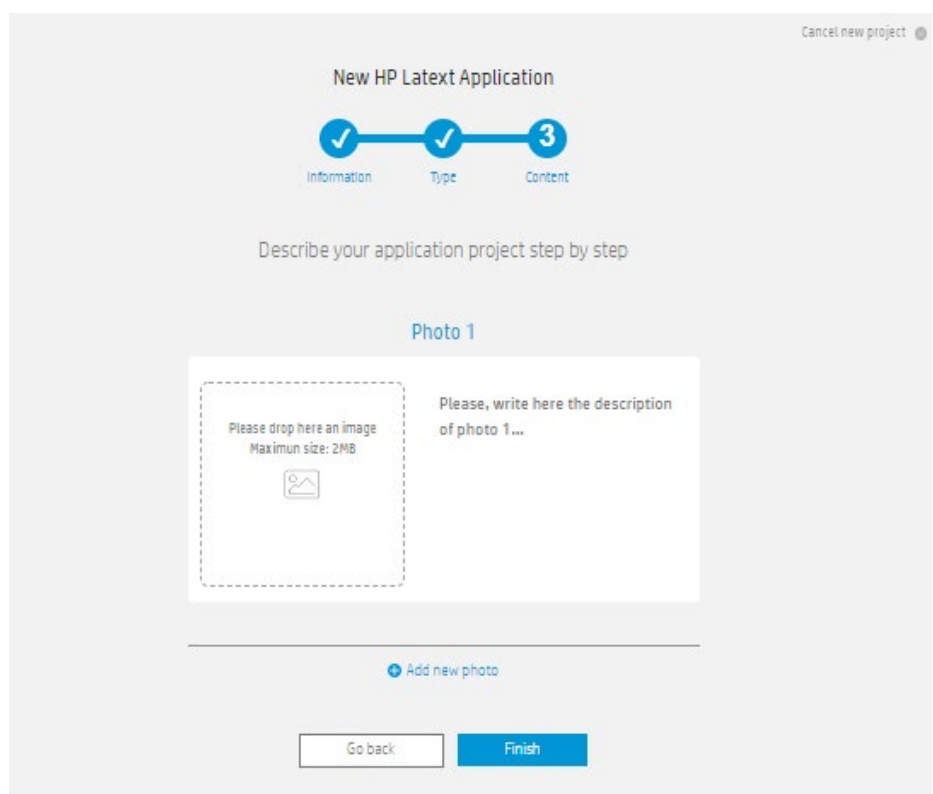 Cancel new project
New HP Latext Application
3
Information Type Content
Describe your application project step by step
Photo 1
Please drop here an image
Maximun size: 2MB
Please, write here the description
of photo 1...
Add new photo
Go back Finish